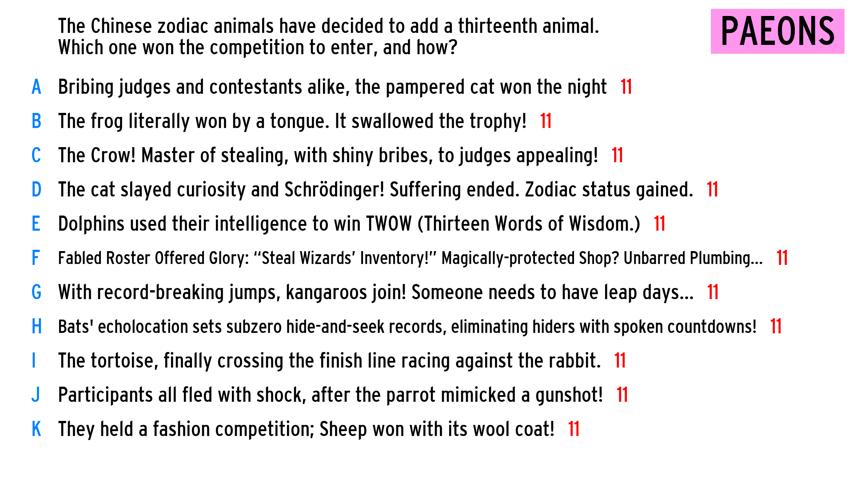 The Chinese zodiac animals have decided to add a thirteenth animal.
Which one won the competition to enter, and how?
PAEONS
A Bribing judges and contestants alike, the pampered cat won the night 11
B The frog literally won by a tongue. It swallowed the trophy! 11
C The Crow! Master of stealing, with shiny bribes, to judges appealing! 11
D The cat slayed curiosity and Schrödinger! Suffering ended. Zodiac status gained. 11
E Dolphins used their intelligence to win TWOW (Thirteen Words of Wisdom.) 11
F Fabled Roster Offered Glory: “Steal Wizards’ Inventory!” Magically-protected Shop? Unbarred Plumbing... 11
G With record-breaking jumps, kangaroos join! Someone needs to have leap days... 11
H Bats' echolocation sets subzero hide-and-seek records, eliminating hiders with spoken countdowns! 11
I The tortoise, finally crossing the finish line racing against the rabbit. 11
J Participants all fled with shock, after the parrot mimicked a gunshot! 11
K They held a fashion competition; Sheep won with its wool coat! 11